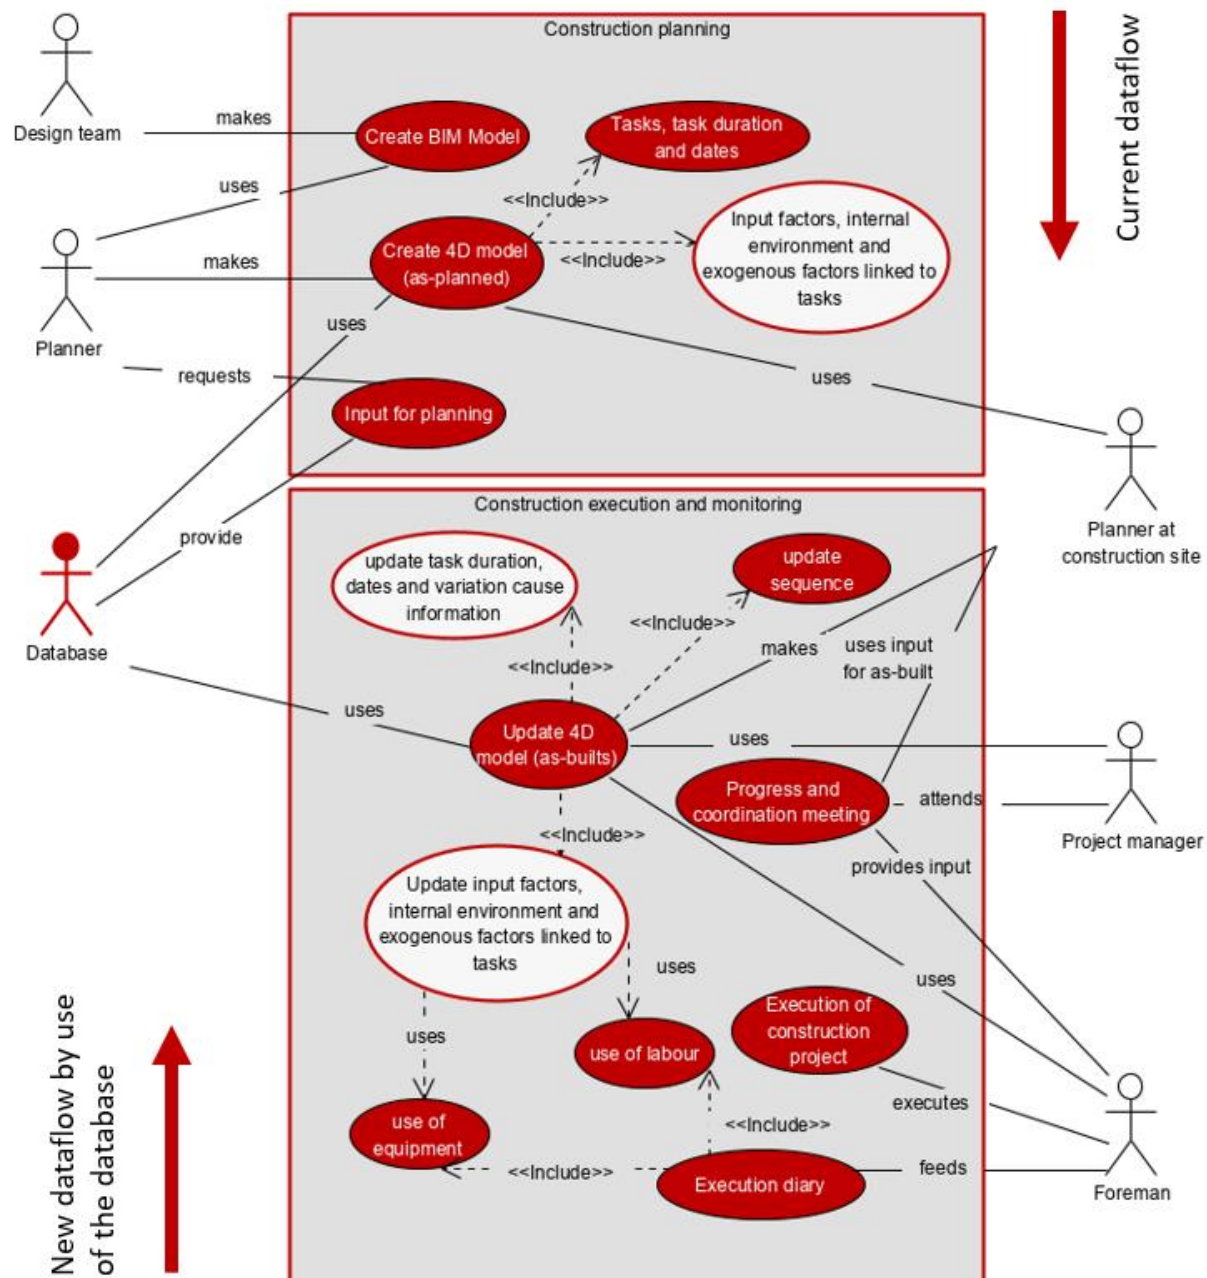 Construction planning
Current dataflow
Design team
makes
Create BIM Model
Tasks, task duration
and dates
uses
<<Include>>
Planner
makes
Create 4D model
(as-planned)
<<Include>>
Input factors, internal
environment and
exogenous factors linked to
tasks
uses
requests
uses
Input for planning
Planner at
construction site
Construction execution and monitoring
provide
Database
update task duration,
dates and variation cause
information
update
sequence
<<Include>>
<<Include>>
makes
uses input
for as-built
uses
Update 4D
model (as-builts)
uses
Progress and
coordination meeting
attends
Project manager
<<Include>>
provides input
Update input factors,
internal environment and
exogenous factors linked to
tasks
uses
uses
uses
use of labour
Execution of
construction
project
executes
use of
equipment
<<Include>>
<<Include>>
Execution diary
feeds
Foreman
New dataflow by use
of the database